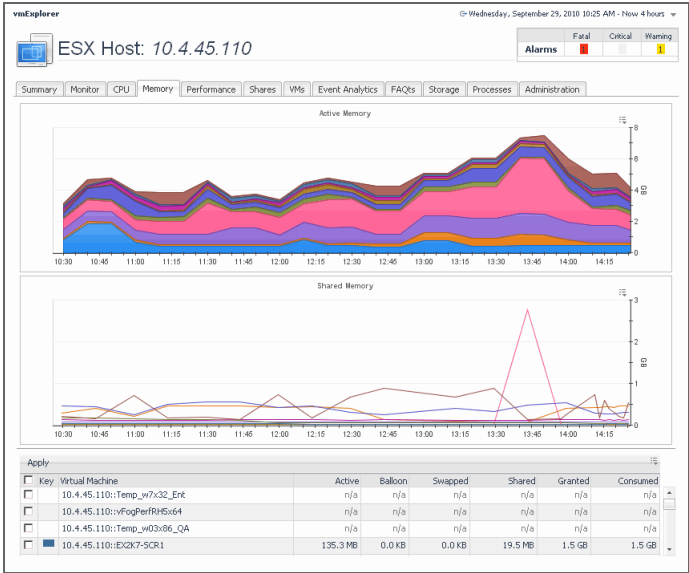 vmExplorer
Wednesday, September 29, 2010 10:25 AM - Now 4 hours
ESX Host: 10.4.45.110
Fatal Critical Warning
Alarms 1 1
Summary Monitor CPU Memory Performance Shares VMs Event Analytics FAQts Storage Processes Administration
Active Memory
8
6
4
GB
2
0
10:30 10:45 11:00 11:15 11:30 11:45 12:00 12:15 12:30 12:45 13:00 13:15 13:30 13:45 14:00 14:15
Shared Memory
3
2
GB
1
0
10:30 10:45 11:00 11:15 11:30 11:45 12:00 12:15 12:30 12:45 13:00 13:15 13:30 13:45 14:00 14:15
Apply
Key Virtual Machine Active Balloon Swapped Shared Granted Consumed
10.4.45.110::Temp_w7x32_Ent n/a n/a n/a n/a n/a n/a
10.4.45.110::vFogPerfRH5x64 n/a n/a n/a n/a n/a n/a
10.4.45.110::Temp_w03x86_QA n/a n/a n/a n/a n/a n/a
10.4.45.110::EX2K7-SCR1 135.3 MB 0.0 KB 0.0 KB 19.5 MB 1.5 GB 1.5 GB